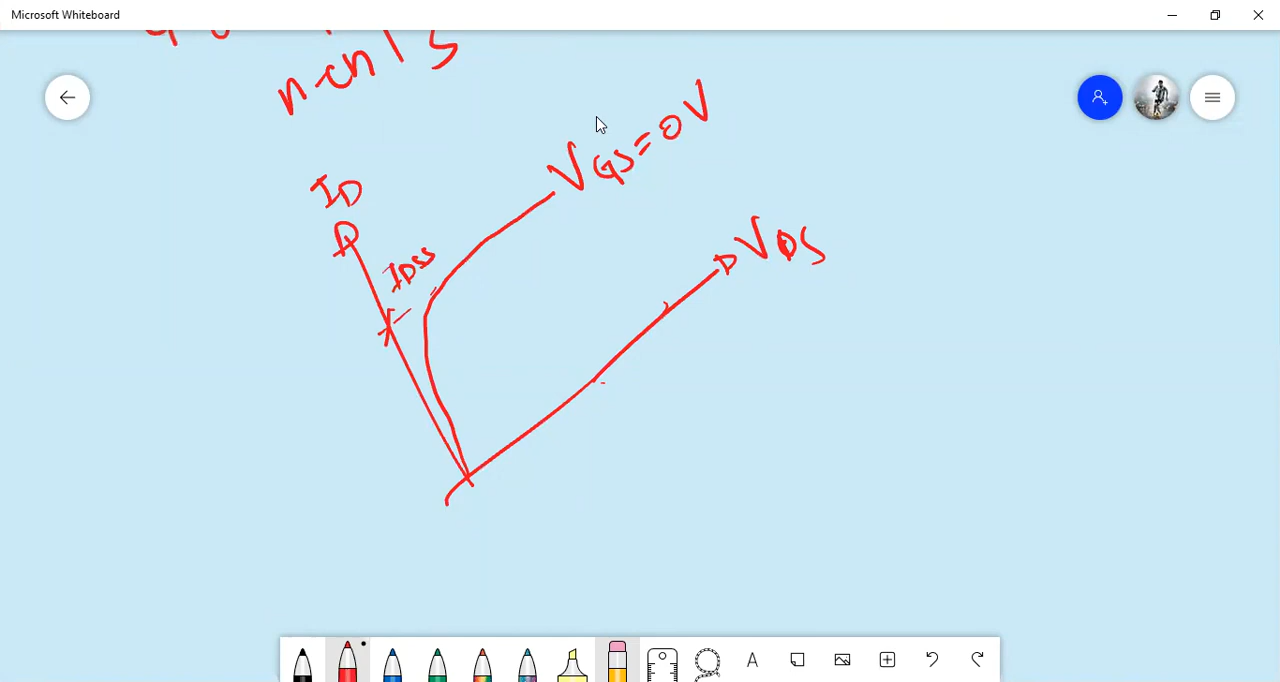 Microsoft Whiteboard
n-ch
S
VGS=0V
ID
IDSS
VDS
A